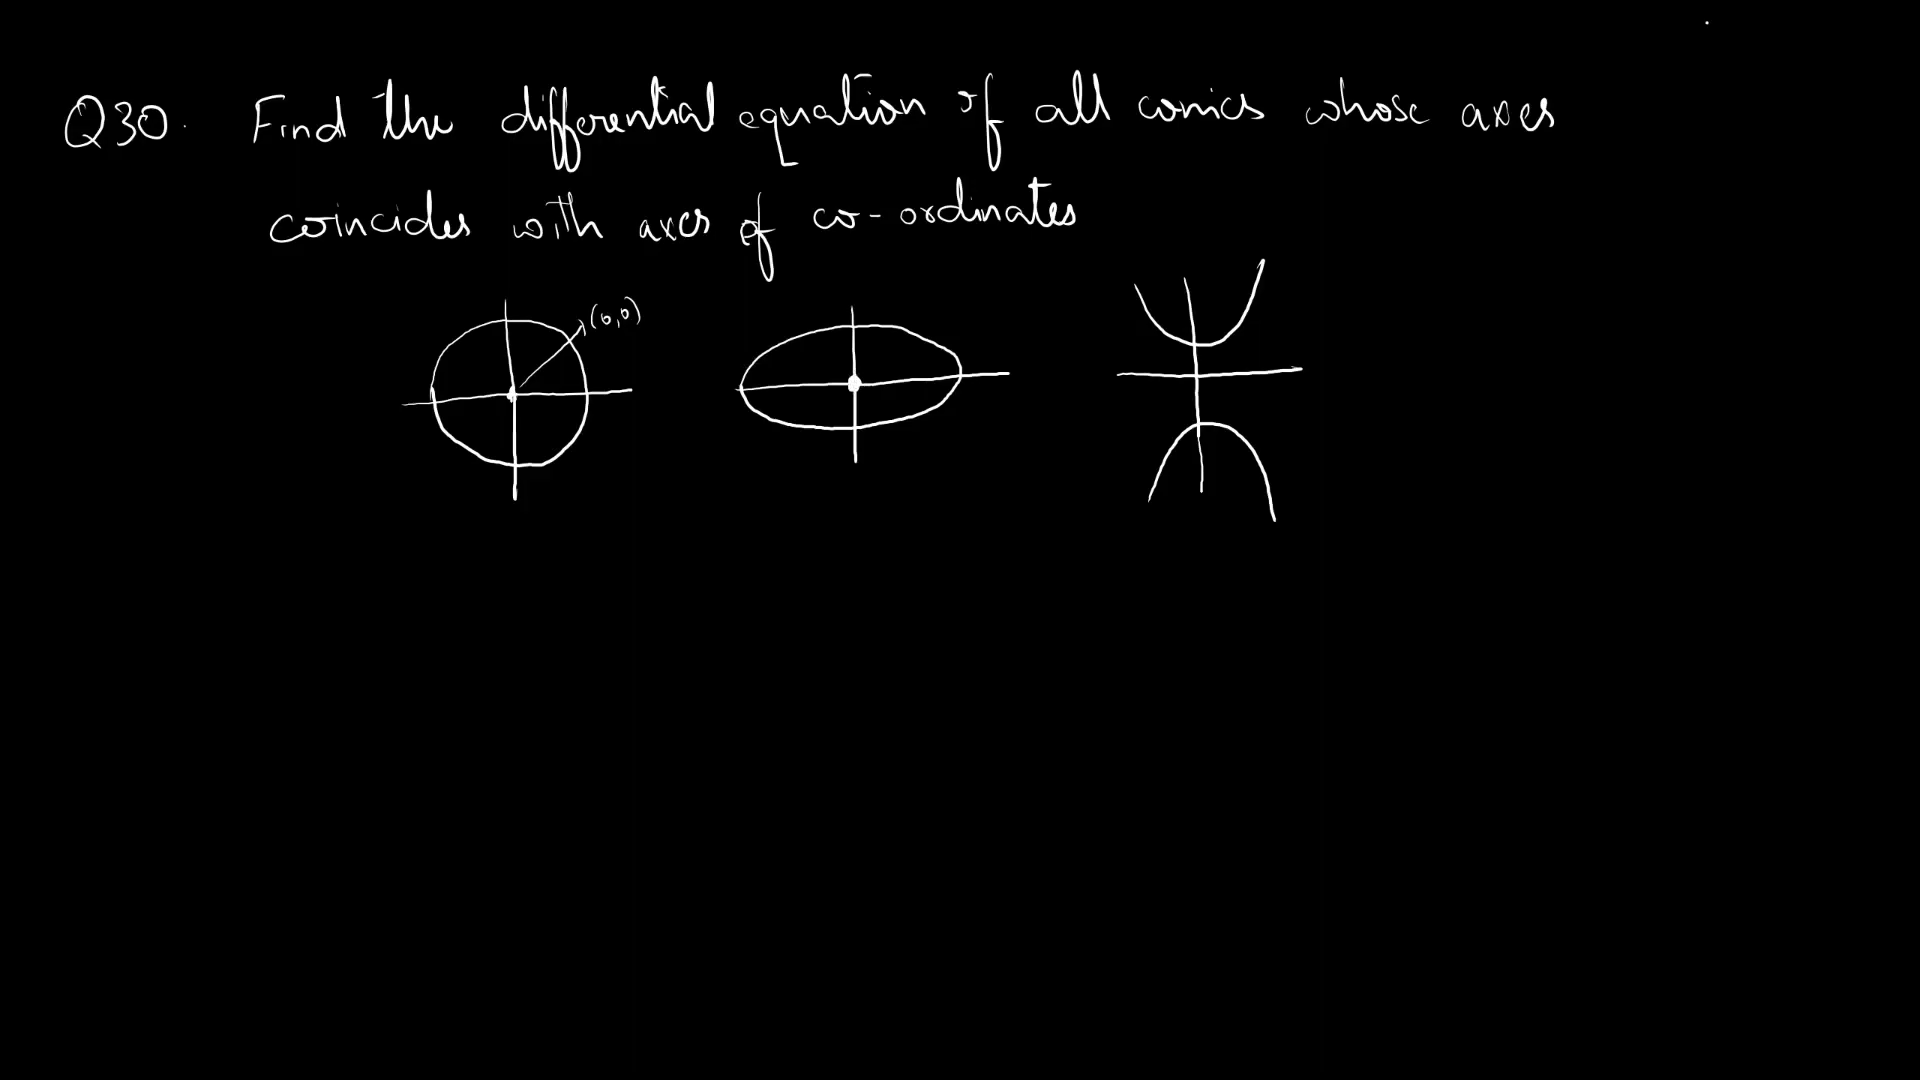 Q30. Find the differential equation of all conics whose axes
coincides with axes of co-ordinates
(0,0)